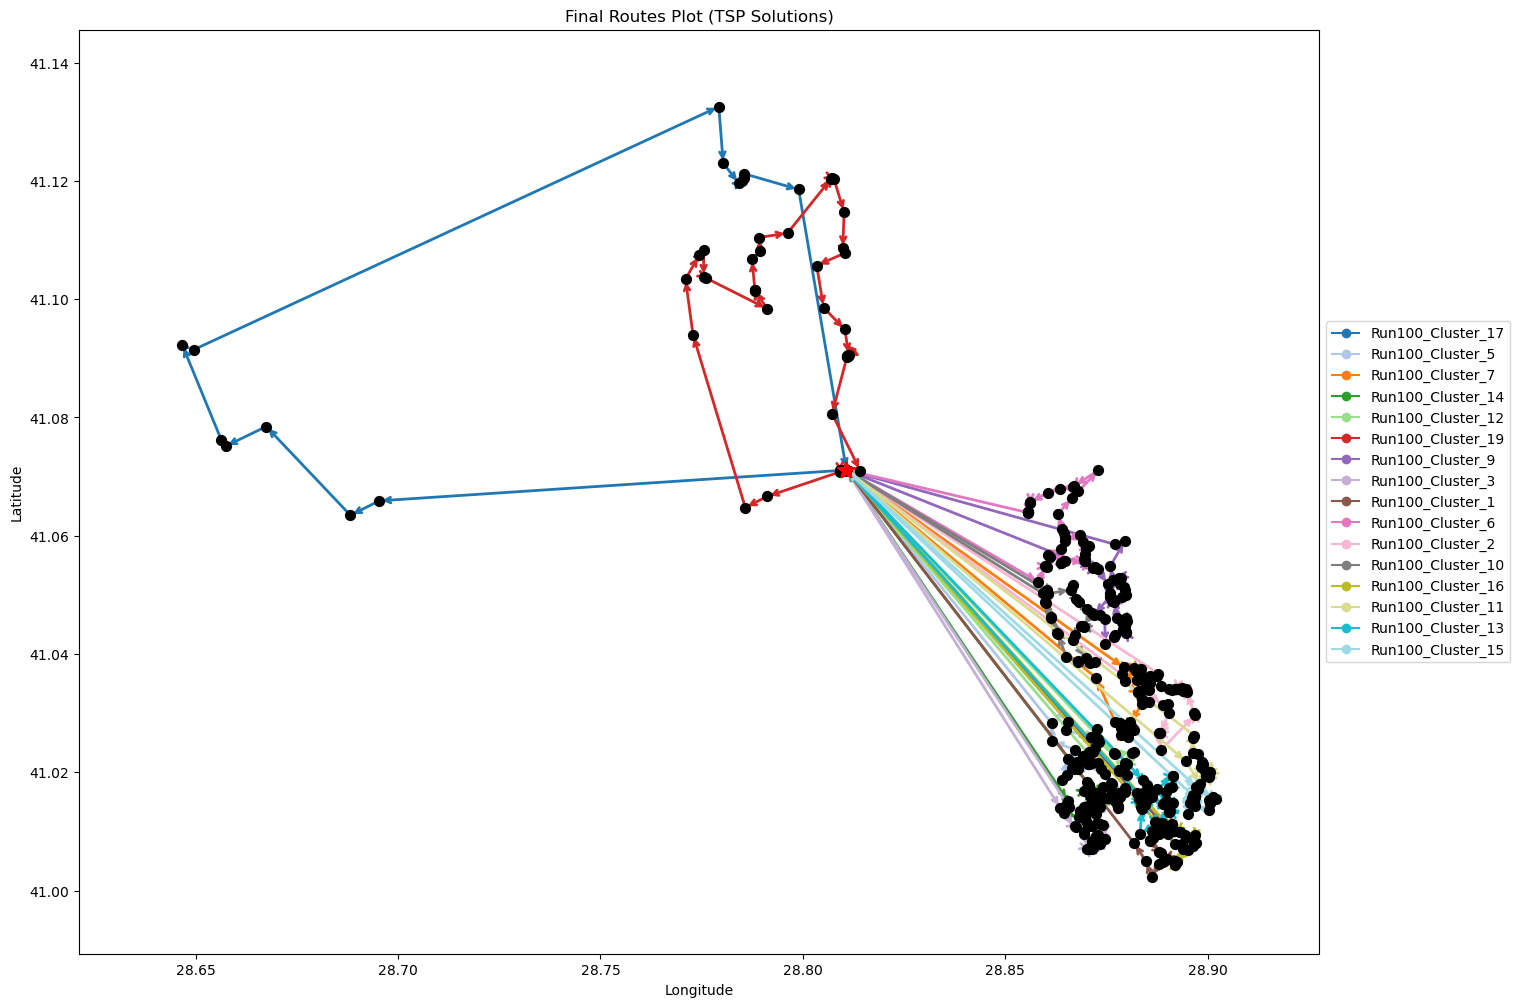 Final Routes Plot (TSP Solutions)
41.14
41.12
41.10
41.08
41.06
41.04
41.02
41.00
Latitude
28.65
28.70
28.75
28.80
28.85
28.90
Longitude
Run100_Cluster_17
Run100_Cluster_5
Run100_Cluster_7
Run100_Cluster_14
Run100_Cluster_12
Run100_Cluster_19
Run100_Cluster_9
Run100_Cluster_3
Run100_Cluster_1
Run100_Cluster_6
Run100_Cluster_2
Run100_Cluster_10
Run100_Cluster_16
Run100_Cluster_11
Run100_Cluster_13
Run100_Cluster_15